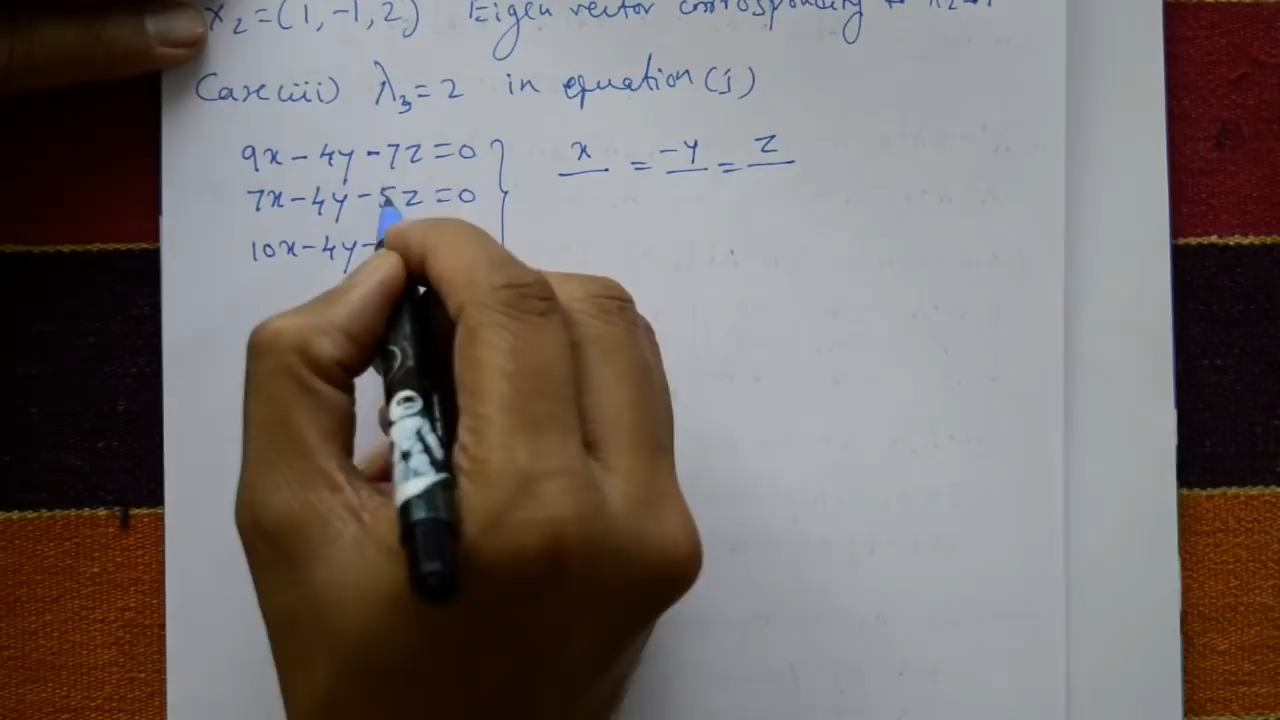 x₂ = (1, -1, 2) Eigen vector corresponding
Case iii) λ₃ = 2 in equation (1)
9x - 4y - 7z = 0 x = -y = z
7x - 4y - 5z = 0
10x - 4y -